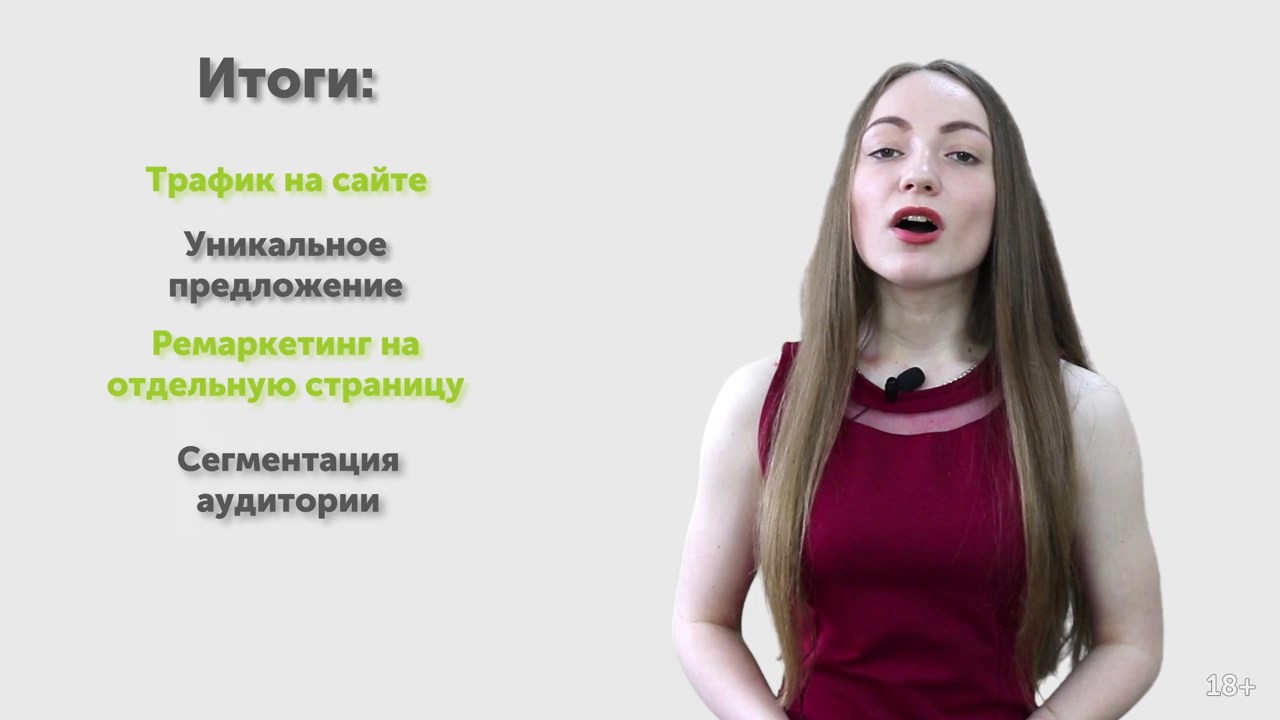 Итоги:
Трафик на сайте
Уникальное
предложение
Ремаркетинг на
отдельную страницу
Сегментация
аудитории
18+